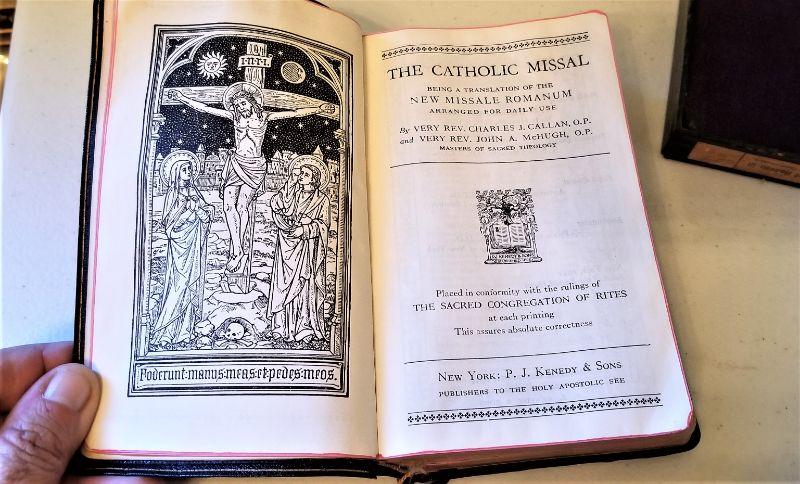 I·N·R·I·
Foderunt:manus:meas:et:pedes:meos.
THE CATHOLIC MISSAL
BEING A TRANSLATION OF THE
NEW MISSALE ROMANUM
ARRANGED FOR DAILY USE
By VERY REV. CHARLES J. CALLAN, O.P.
and VERY REV. JOHN A. McHUGH, O.P.
MASTERS OF SACRED THEOLOGY
P.J. KENEDY & SONS
Placed in conformity with the rulings of
THE SACRED CONGREGATION OF RITES
at each printing
This assures absolute correctness
NEW YORK: P. J. KENEDY & SONS
PUBLISHERS TO THE HOLY APOSTOLIC SEE